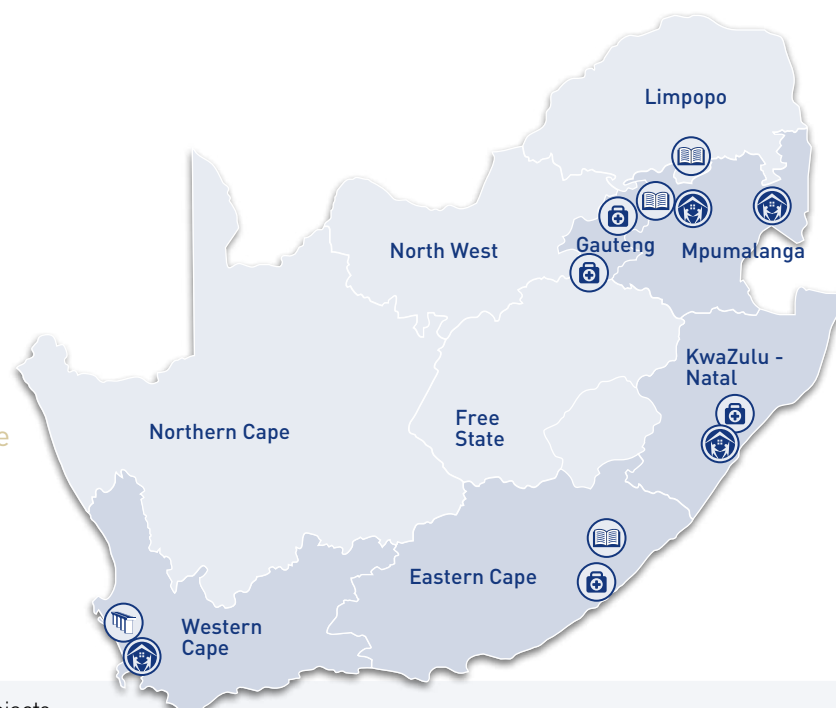 Limpopo
North West
Gauteng
Mpumalanga
KwaZulu -
Natal
Northern Cape
Free
State
Eastern Cape
Western
Cape